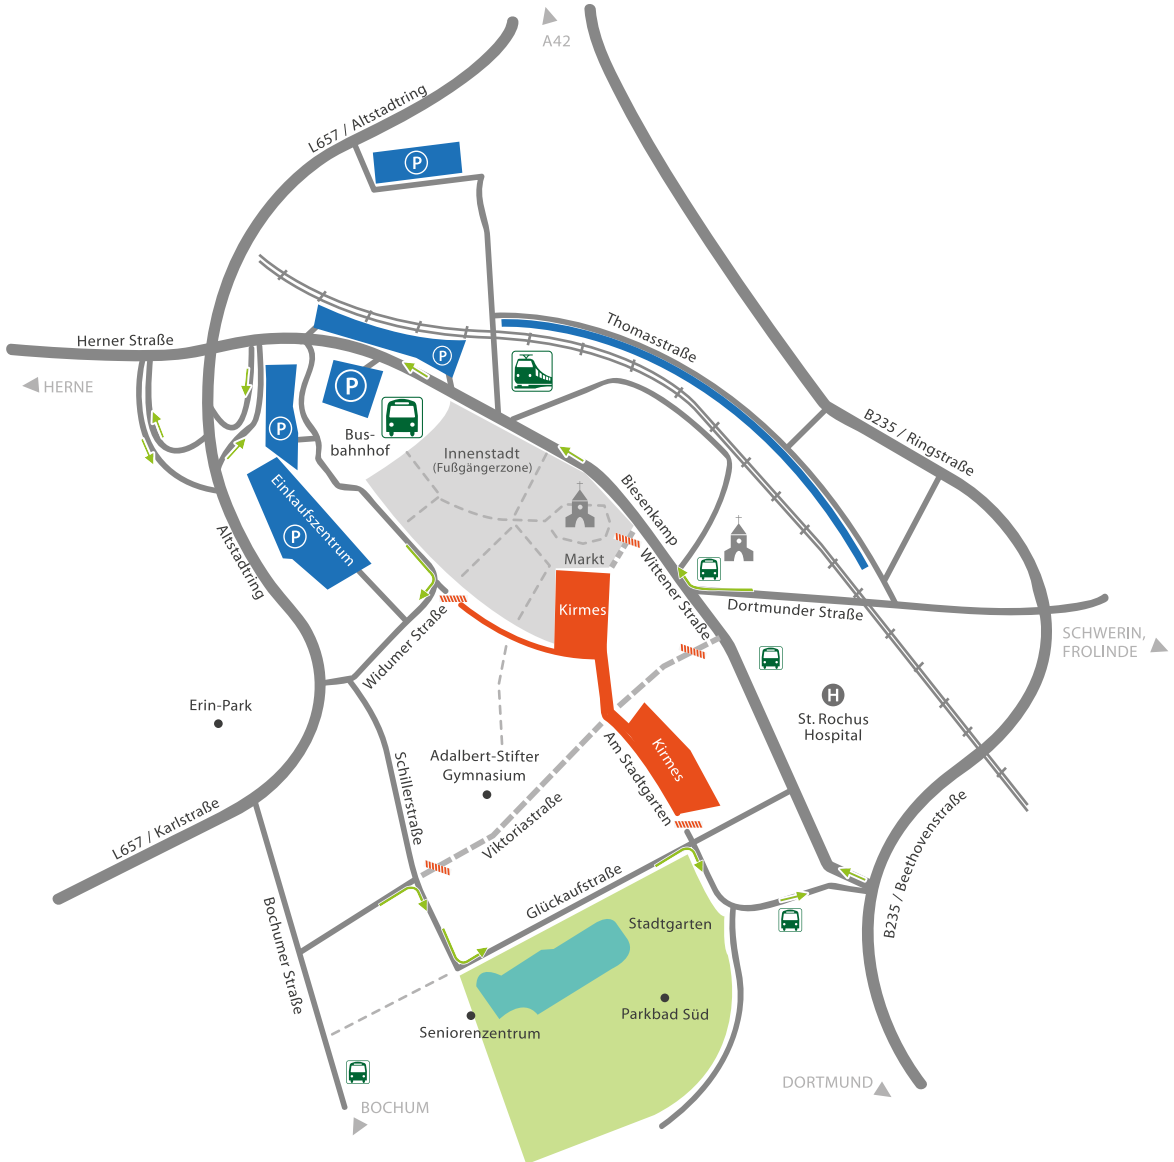 A42
L657 / Altstadtring
P
Herner Straße
HERNE
Thomasstraße
P
P
B235 / Ringstraße
Bus-
bahnhof
P
Innenstadt
(Fußgängerzone)
Einkaufszentrum
P
Biesenkamp
Altstadtring
Markt
Wittener Straße
Kirmes
Dortmunder Straße
Widumer Straße
SCHWERIN,
FROLINDE
Erin-Park
H
St. Rochus
Hospital
Adalbert-Stifter
Gymnasium
Kirmes
Am Stadtgarten
Schillerstraße
L657 / Karlstraße
Viktoriastraße
B235 / Beethovenstraße
Glückaufstraße
Bochumer Straße
Stadtgarten
Parkbad Süd
Seniorenzentrum
DORTMUND
BOCHUM